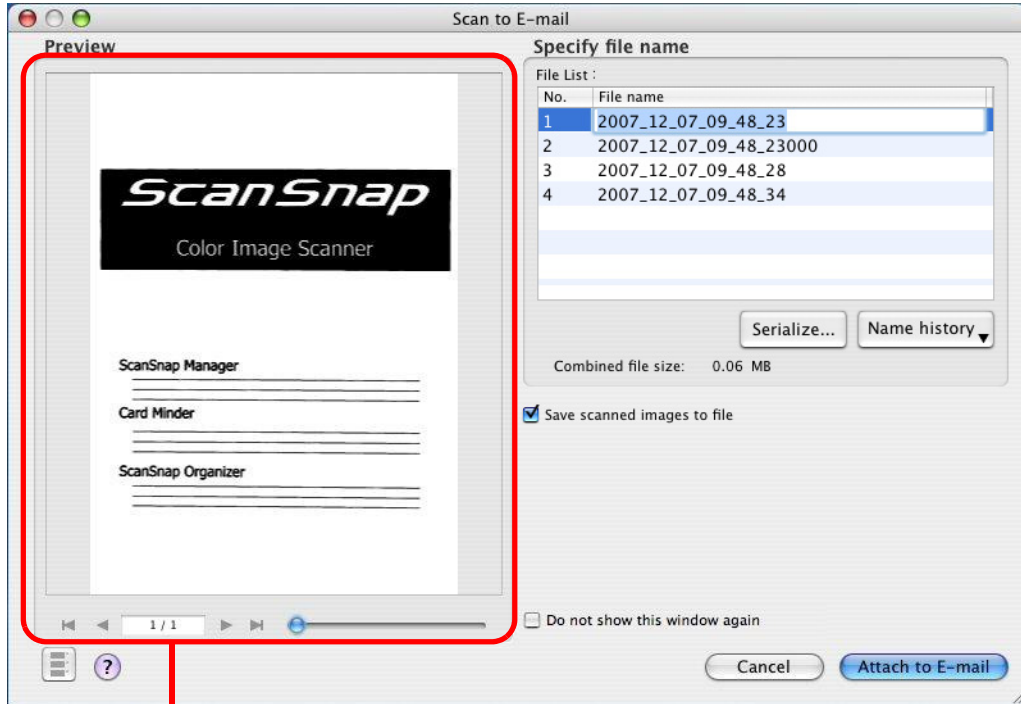 Scan to E-mail
Preview
ScanSnap
Color Image Scanner
ScanSnap Manager
Card Minder
ScanSnap Organizer
1 / 1
?
Specify file name
File List :
No. File name
1 2007_12_07_09_48_23
2 2007_12_07_09_48_23000
3 2007_12_07_09_48_28
4 2007_12_07_09_48_34
Serialize... Name history
Combined file size: 0.06 MB
Save scanned images to file
Do not show this window again
Cancel Attach to E-mail